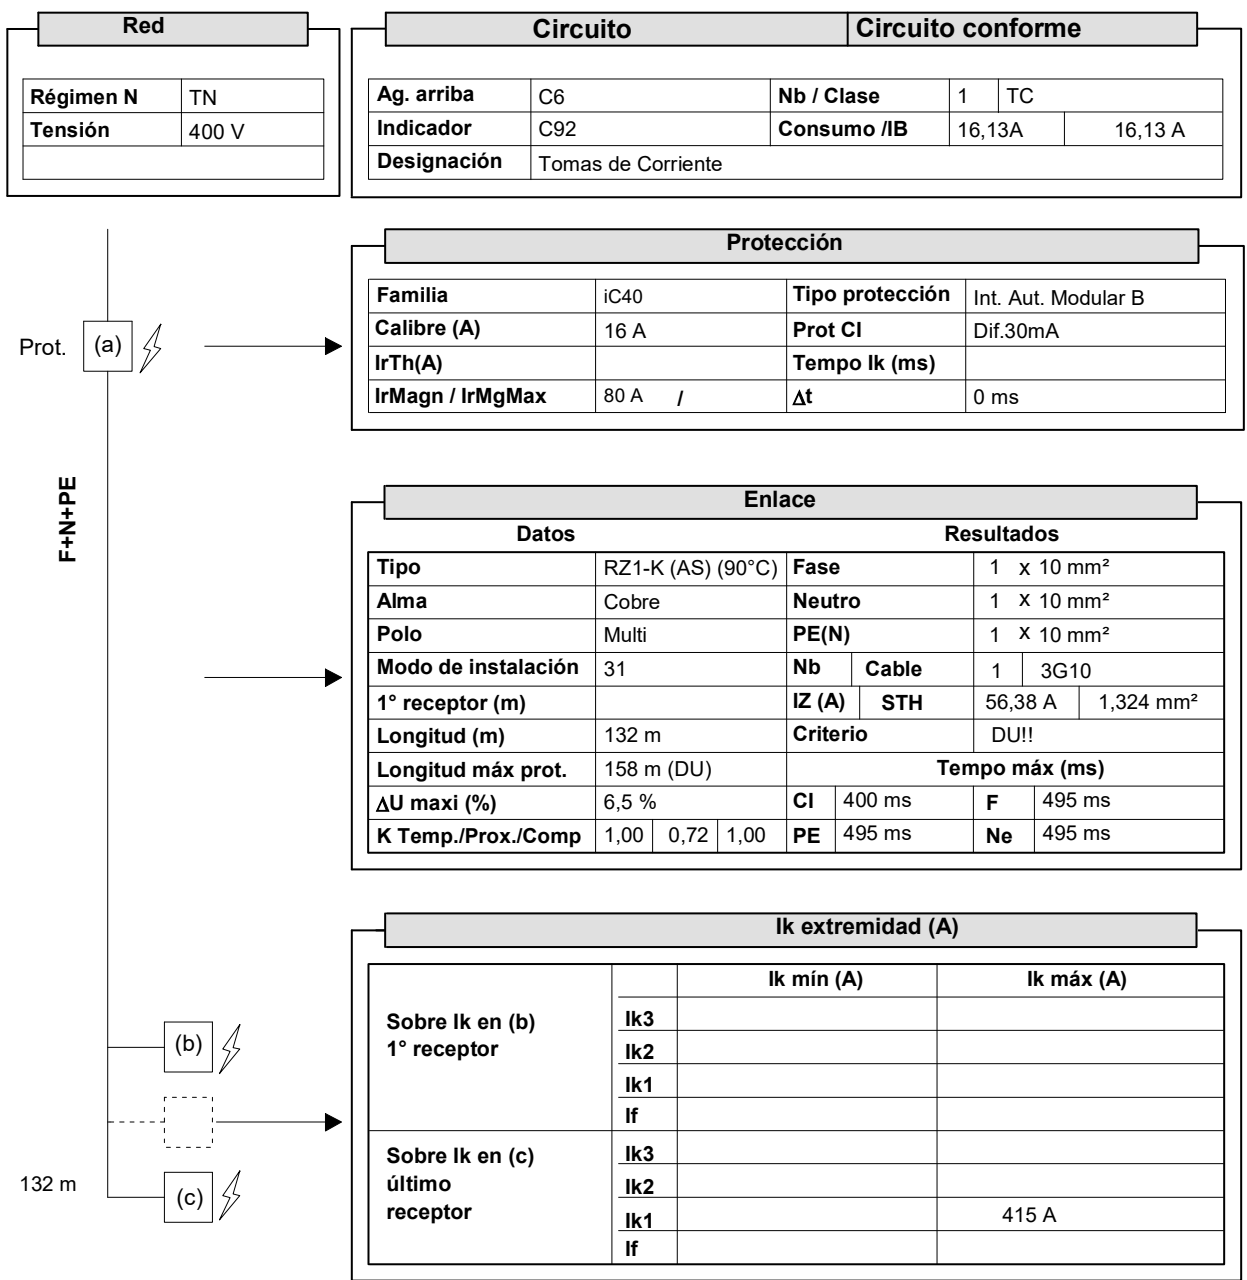 Red
Régimen N TN
Tensión 400 V
Circuito Circuito conforme
Ag. arriba C6 Nb / Clase 1 TC
Indicador C92 Consumo /IB 16,13A 16,13 A
Designación Tomas de Corriente
Protección
Familia iC40 Tipo protección Int. Aut. Modular B
Calibre (A) 16 A Prot CI Dif.30mA
IrTh(A) Tempo Ik (ms)
IrMagn / IrMgMax 80 A / Δt 0 ms
Prot. (a)
F+N+PE
Enlace
Datos Resultados
Tipo RZ1-K (AS) (90°C) Fase 1 x 10 mm²
Alma Cobre Neutro 1 x 10 mm²
Polo Multi PE(N) 1 x 10 mm²
Modo de instalación 31 Nb Cable 1 3G10
1° receptor (m) IZ (A) STH 56,38 A 1,324 mm²
Longitud (m) 132 m Criterio DU!!
Longitud máx prot. 158 m (DU) Tempo máx (ms)
ΔU maxi (%) 6,5 % CI 400 ms F 495 ms
K Temp./Prox./Comp 1,00 0,72 1,00 PE 495 ms Ne 495 ms
Ik extremidad (A)
Ik mín (A) Ik máx (A)
Sobre Ik en (b)
1° receptor
Ik3
Ik2
Ik1
If
Sobre Ik en (c)
último
receptor
Ik3
Ik2
Ik1 415 A
If
(b)
132 m (c)